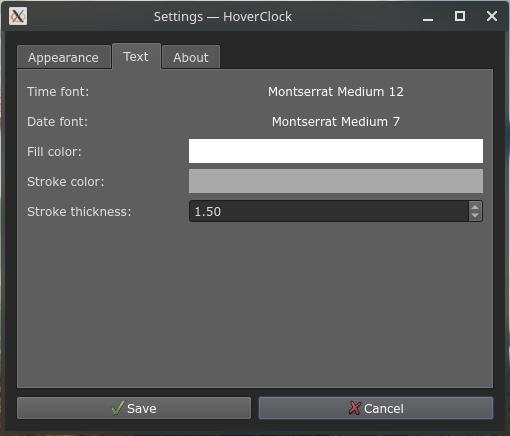 Settings — HoverClock
Appearance Text About
Time font: Montserrat Medium 12
Date font: Montserrat Medium 7
Fill color:
Stroke color:
Stroke thickness: 1.50
Save Cancel